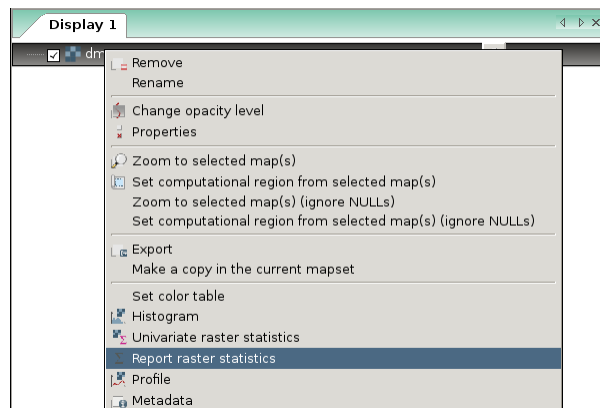 Display 1
Remove
Rename
Change opacity level
Properties
Zoom to selected map(s)
Set computational region from selected map(s)
Zoom to selected map(s) (ignore NULLs)
Set computational region from selected map(s) (ignore NULLs)
Export
Make a copy in the current mapset
Set color table
Histogram
Univariate raster statistics
Report raster statistics
Profile
Metadata